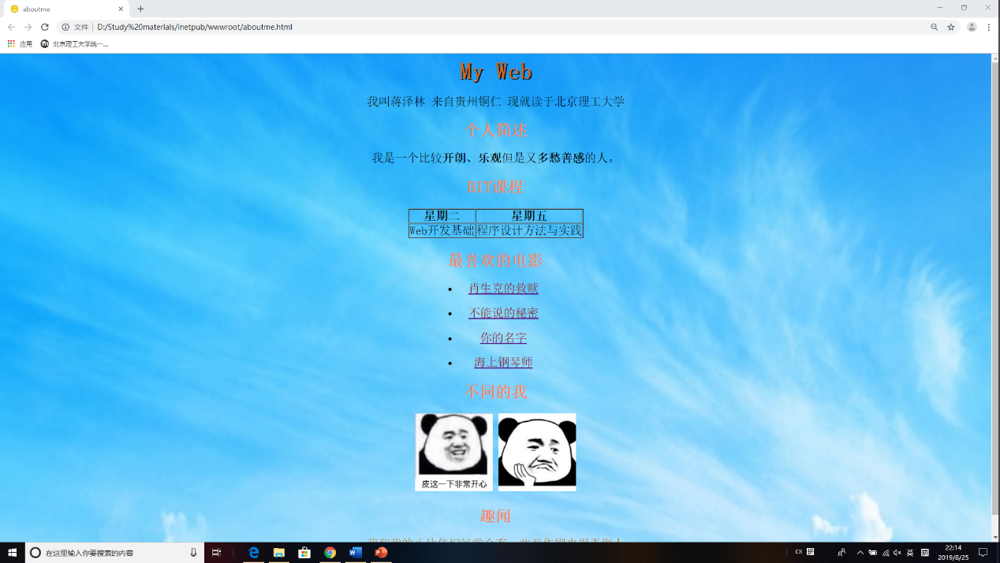 aboutme
文件 D:/Study%20materials/inetpub/wwwroot/aboutme.html
应用 北京理工大学统一...
My Web
我叫蒋泽林 来自贵州铜仁 现就读于北京理工大学
个人简述
我是一个比较开朗、乐观但是又多愁善感的人。
BIT课程
星期二 星期五
Web开发基础 程序设计方法与实践
最喜欢的电影
肖生克的救赎
不能说的秘密
你的名字
海上钢琴师
不同的我
皮这一下非常开心
趣闻
在这里输入你要搜索的内容
英
22:14
2019/8/25